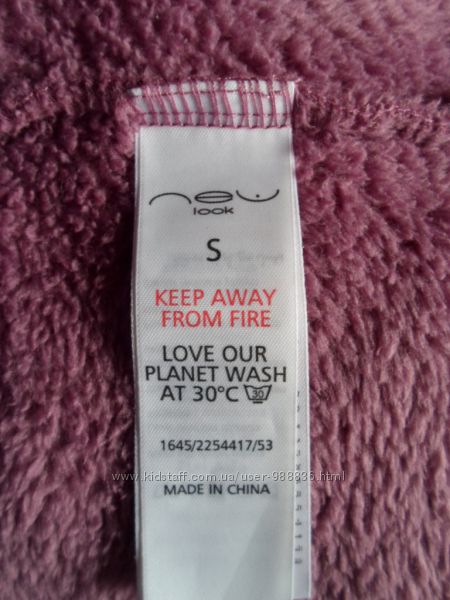 new
look
S
KEEP AWAY
FROM FIRE
LOVE OUR
PLANET WASH
AT 30°C 30
1645/2254417/53
www.kidstaff.com.ua/user-988836.html
MADE IN CHINA